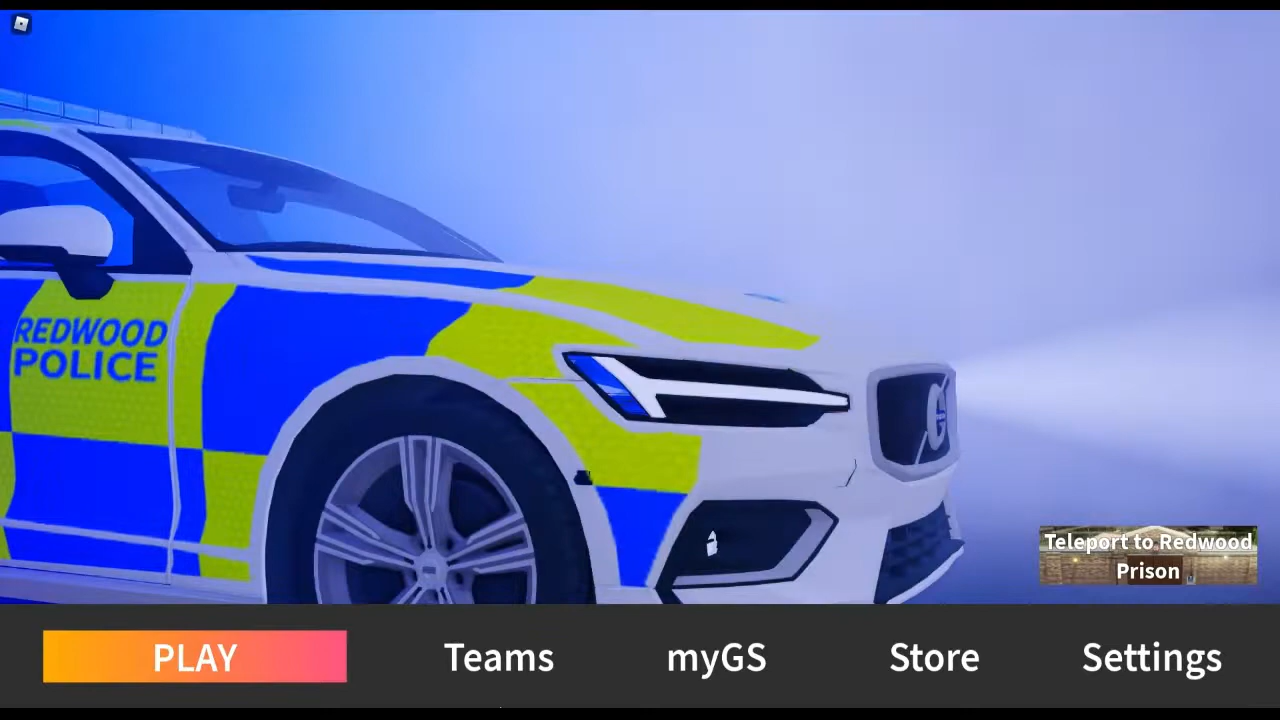 REDWOOD
POLICE
Teleport to Redwood
Prison
PLAY
Teams
myGS
Store
Settings